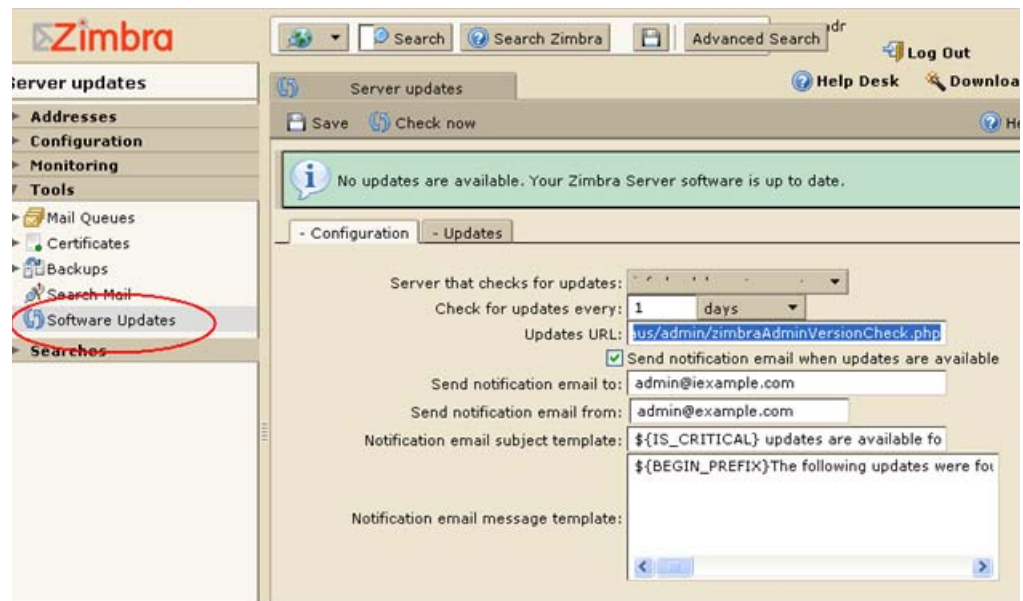 Zimbra
Search
Search Zimbra
Advanced Search
Log Out
Server updates
Server updates
Help Desk
Addresses
Save
Check now
Configuration
Monitoring
No updates are available. Your Zimbra Server software is up to date.
Tools
Mail Queues
- Configuration
- Updates
Certificates
Backups
Server that checks for updates:
Search Mail
Check for updates every: 1 days
Software Updates
Updates URL: aus/admin/zimbraAdminVersionCheck.php
Searches
Send notification email when updates are available
Send notification email to: admin@iexample.com
Send notification email from: admin@example.com
Notification email subject template: ${IS_CRITICAL} updates are available fo
${BEGIN_PREFIX}The following updates were
Notification email message template: